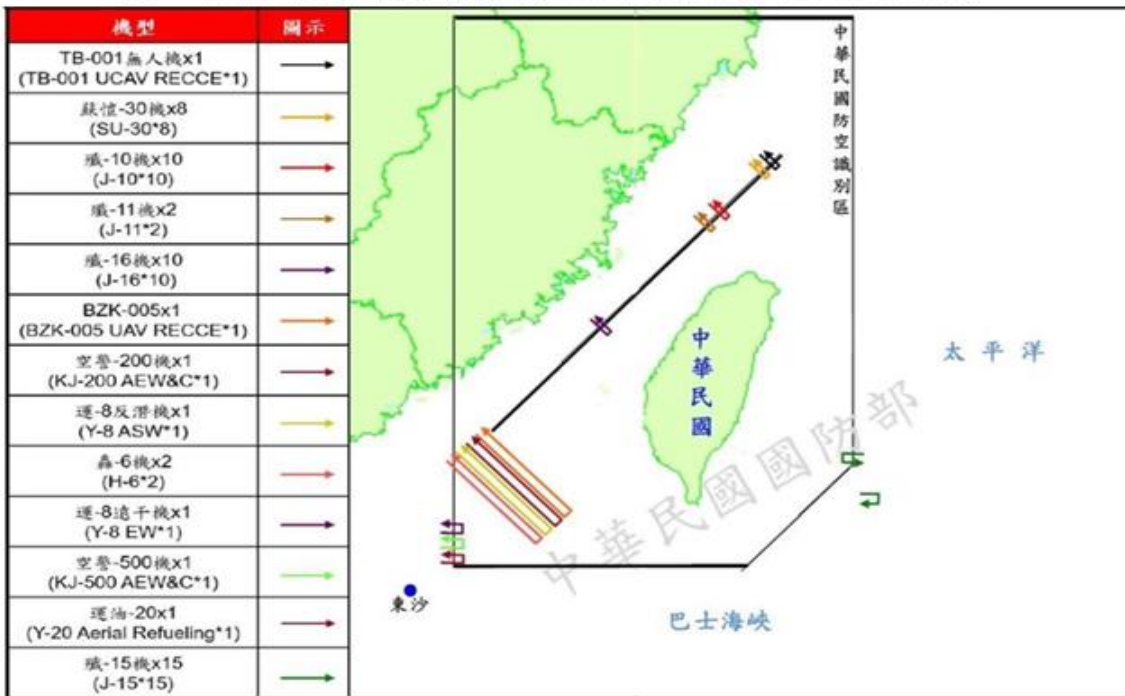 機型
圖示
TB-001無人機x1
(TB-001 UCAV RECCE*1)
蘇愷-30機x8
(SU-30*8)
殲-10機x10
(J-10*10)
殲-11機x2
(J-11*2)
殲-16機x10
(J-16*10)
BZK-005x1
(BZK-005 UAV RECCE*1)
空警-200機x1
(KJ-200 AEW&C*1)
運-8反潛機x1
(Y-8 ASW*1)
轟-6機x2
(H-6*2)
運-8遠干機x1
(Y-8 EW*1)
空警-500機x1
(KJ-500 AEW&C*1)
運油-20x1
(Y-20 Aerial Refueling*1)
殲-15機x15
(J-15*15)
中華民國防空識別區
中華民國
太平洋
中華民國國防部
東沙
巴士海峽